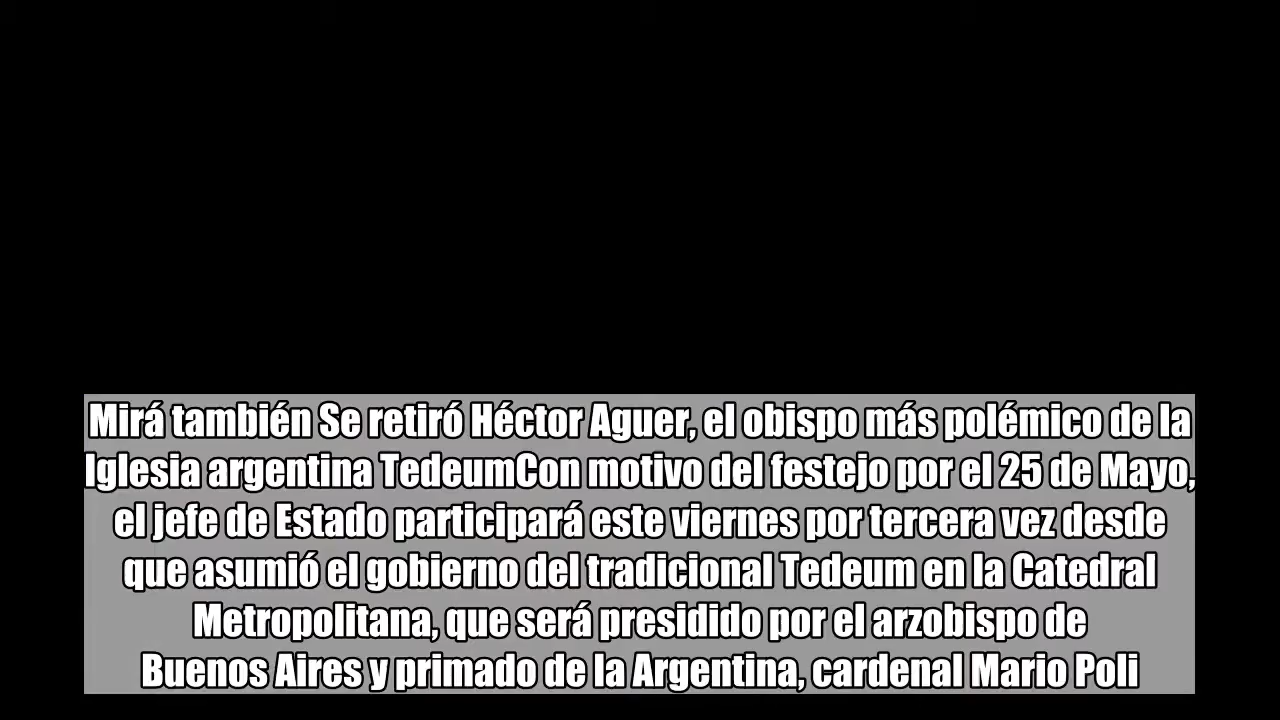 Mirá también Se retiró Héctor Aguer, el obispo más polémico de la
Iglesia argentina TedeumCon motivo del festejo por el 25 de Mayo,
el jefe de Estado participará este viernes por tercera vez desde
que asumió el gobierno del tradicional Tedeum en la Catedral
Metropolitana, que será presidido por el arzobispo de
Buenos Aires y primado de la Argentina, cardenal Mario Poli